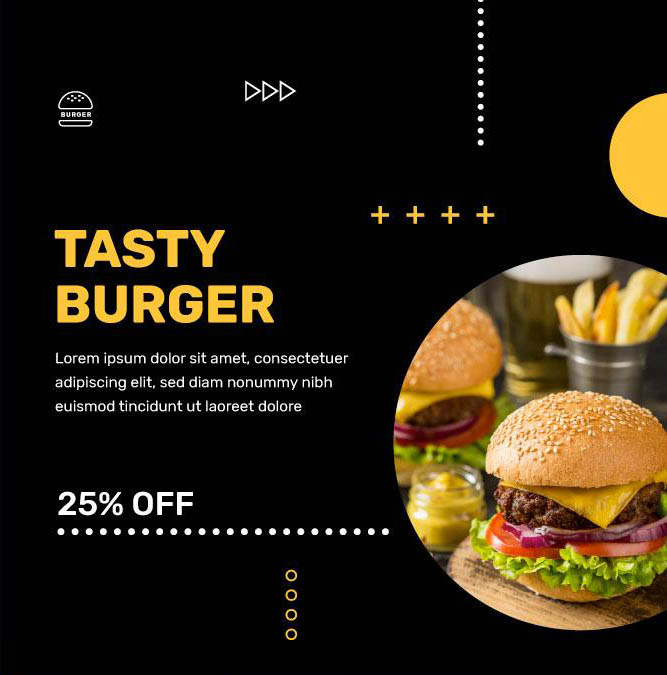 BURGER
TASTY
BURGER
Lorem ipsum dolor sit amet, consectetuer
adipiscing elit, sed diam nonummy nibh
euismod tincidunt ut laoreet dolore
25% OFF